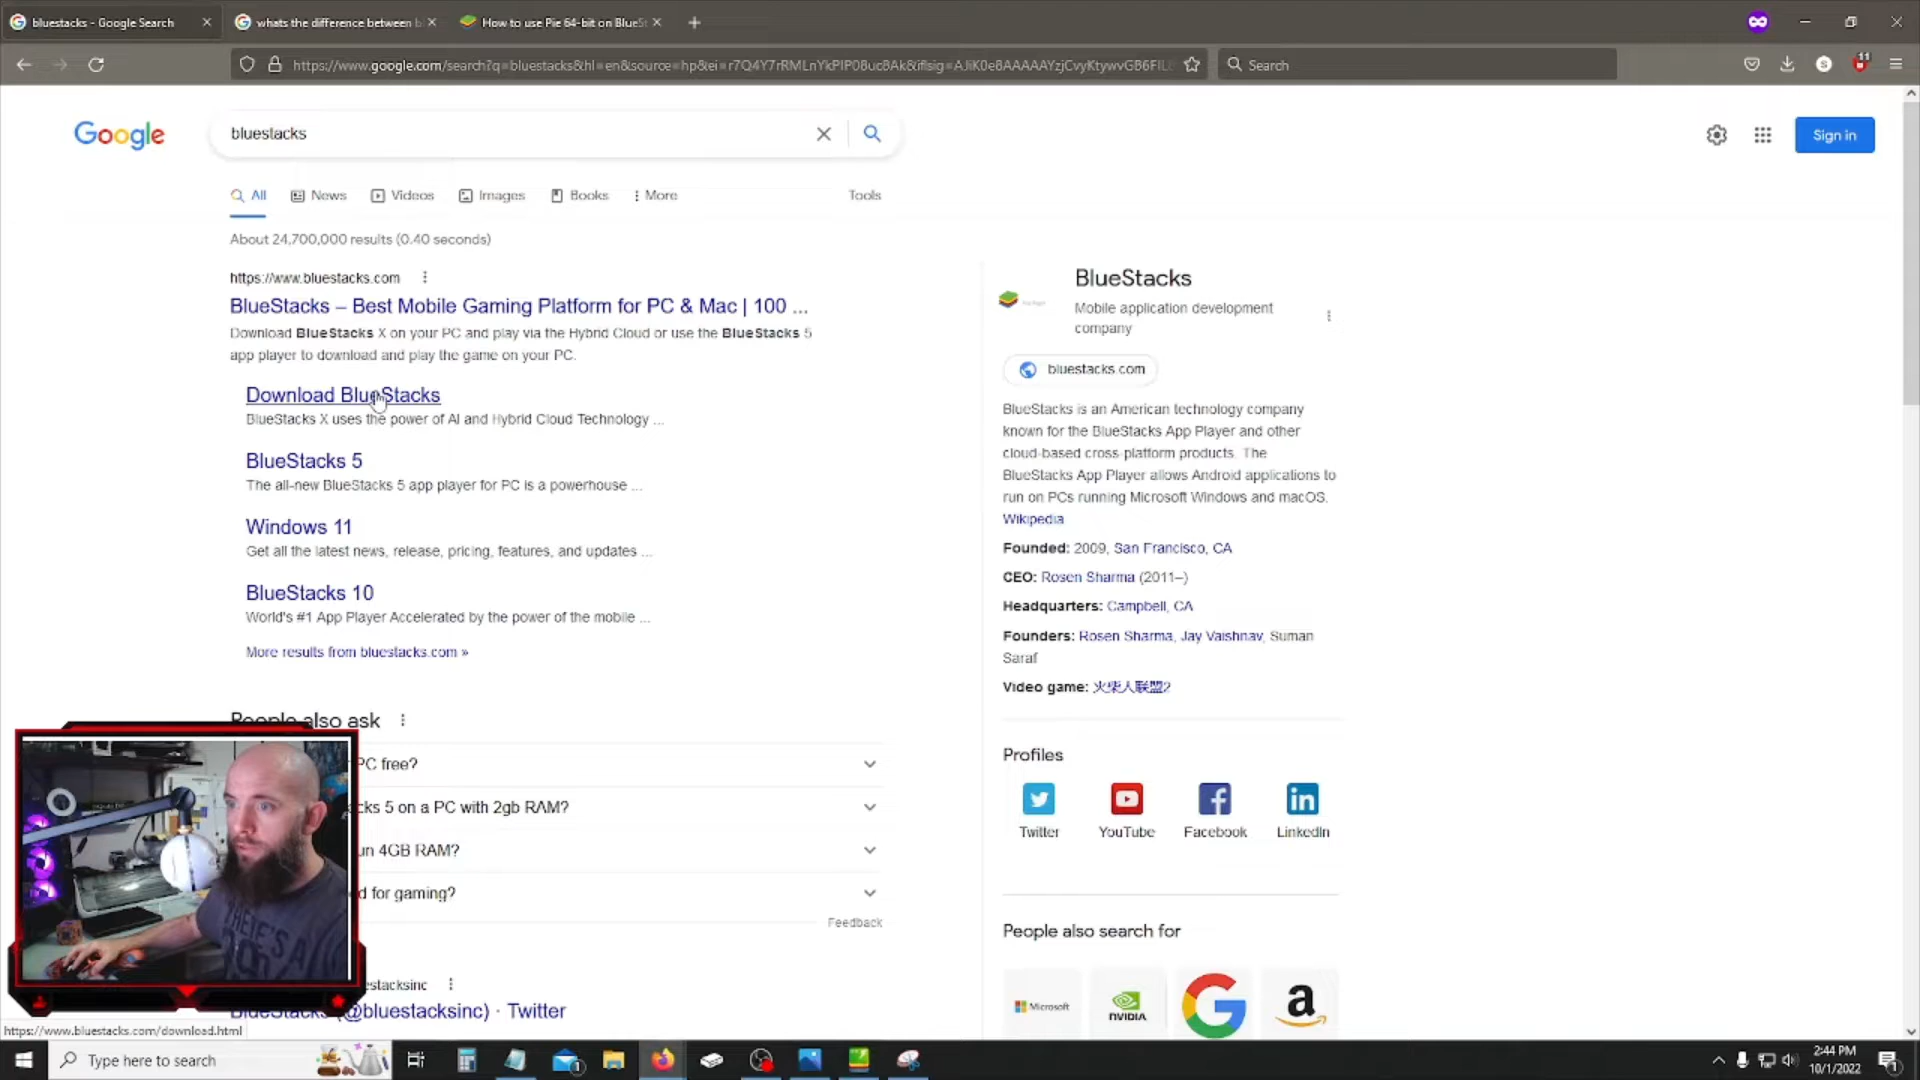 bluestacks - Google Search
whats the difference between b
How to use Pie 64-bit on BlueSt
https://www.google.com/search?q=bluestacks&hl=en&source=hp&ei=
Search
11
Google
bluestacks
Sign in
All
News
Videos
Images
Books
More
Tools
About 24,700,000 results (0.40 seconds)
https://www.bluestacks.com
BlueStacks – Best Mobile Gaming Platform for PC & Mac | 100 ...
Download BlueStacks X on your PC and play via the Hybrid Cloud or use the BlueStacks 5
app player to download and play the game on your PC.
Download BlueStacks
BlueStacks X uses the power of AI and Hybrid Cloud Technology ...
BlueStacks 5
The all-new BlueStacks 5 app player for PC is a powerhouse ...
Windows 11
Get all the latest news, release, pricing, features, and updates ...
BlueStacks 10
World's #1 App Player Accelerated by the power of the mobile ...
More results from bluestacks.com »
People also ask
PC free?
cks 5 on a PC with 2gb RAM?
un 4GB RAM?
d for gaming?
Feedback
estacksinc
BlueStacks (@bluestacksinc) · Twitter
BlueStacks
Mobile application development
company
bluestacks.com
BlueStacks is an American technology company
known for the BlueStacks App Player and other
cloud-based cross-platform products. The
BlueStacks App Player allows Android applications to
run on PCs running Microsoft Windows and macOS.
Wikipedia
Founded: 2009, San Francisco, CA
CEO: Rosen Sharma (2011–)
Headquarters: Campbell, CA
Founders: Rosen Sharma, Jay Vaishnav, Suman
Saraf
Video game: 火柴人联盟2
Profiles
Twitter
YouTube
Facebook
LinkedIn
People also search for
Microsoft
NVIDIA
THERE'S A
https://www.bluestacks.com/download.html
Type here to search
1
2:44 PM
10/1/2022
1